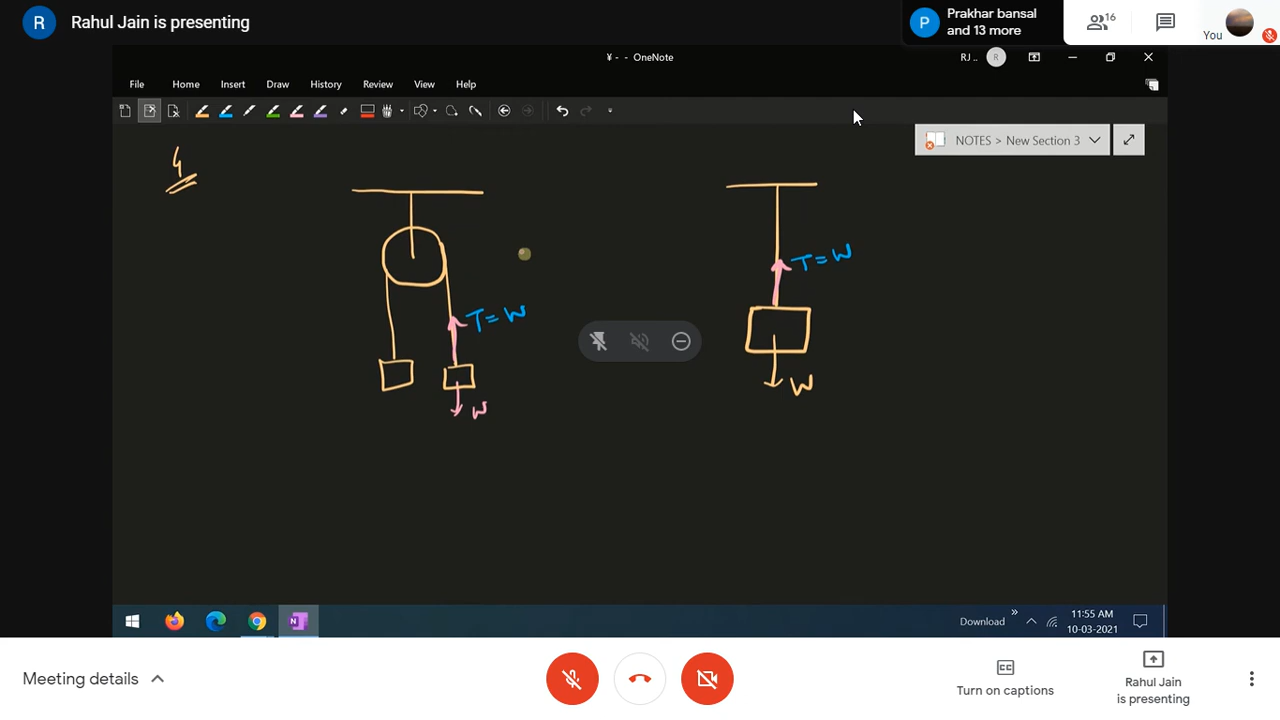 R Rahul Jain is presenting
P Prakhar bansal
and 13 more
16
You
¥ - - OneNote
RJ ..
R
File Home Insert Draw History Review View Help
NOTES > New Section 3
4
T = W
W
T = W
W
Download
»
11:55 AM
10-03-2021
N
Meeting details
CC
Turn on captions
Rahul Jain
is presenting